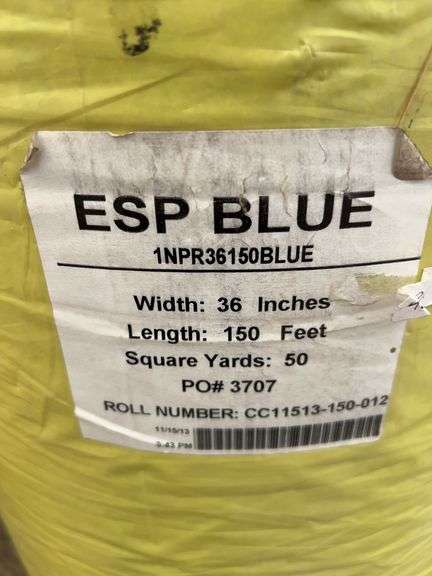 ESP BLUE
1NPR36150BLUE
Width: 36 Inches
Length: 150 Feet
Square Yards: 50
PO# 3707
ROLL NUMBER: CC11513-150-012
11/15/13
3:43 PM